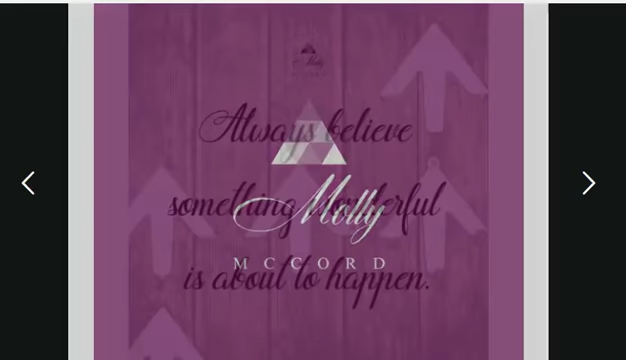 Always believe
something Wonderful
Molly
MCCORD
is about to happen.